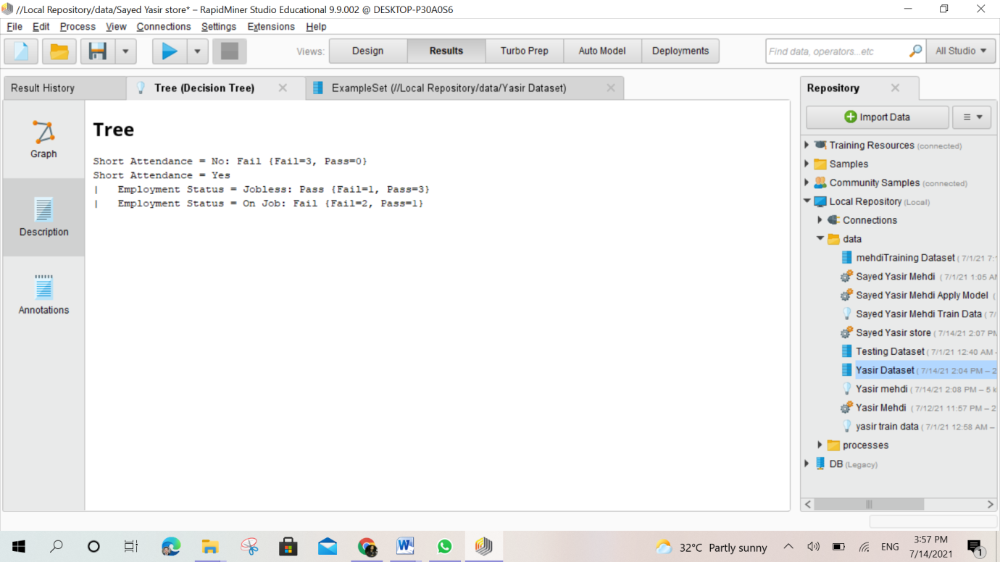 //Local Repository/data/Sayed Yasir store* – RapidMiner Studio Educational 9.9.002 @ DESKTOP-P30A0S6
File Edit Process View Connections Settings Extensions Help
Views: Design Results Turbo Prep Auto Model Deployments Find data, operators...etc All Studio
Result History Tree (Decision Tree) ExampleSet (//Local Repository/data/Yasir Dataset)
Graph
Description
Annotations
Tree
Short Attendance = No: Fail {Fail=3, Pass=0}
Short Attendance = Yes
| Employment Status = Jobless: Pass {Fail=1, Pass=3}
| Employment Status = On Job: Fail {Fail=2, Pass=1}
Repository
Import Data
Training Resources (connected)
Samples
Community Samples (connected)
Local Repository (Local)
Connections
data
mehdiTraining Dataset ( 7/1/21 7:
Sayed Yasir Mehdi ( 7/1/21 1:05 AM
Sayed Yasir Mehdi Apply Model (
Sayed Yasir Mehdi Train Data ( 7/
Sayed Yasir store ( 7/14/21 2:07 PM
Testing Dataset ( 7/1/21 12:40 AM
Yasir Dataset ( 7/14/21 2:04 PM – 2
Yasir mehdi ( 7/14/21 2:08 PM – 5 k
Yasir Mehdi ( 7/12/21 11:57 PM – 2
yasir train data ( 7/1/21 12:58 AM –
processes
DB (Legacy)
32°C Partly sunny ENG
3:57 PM
7/14/2021
1